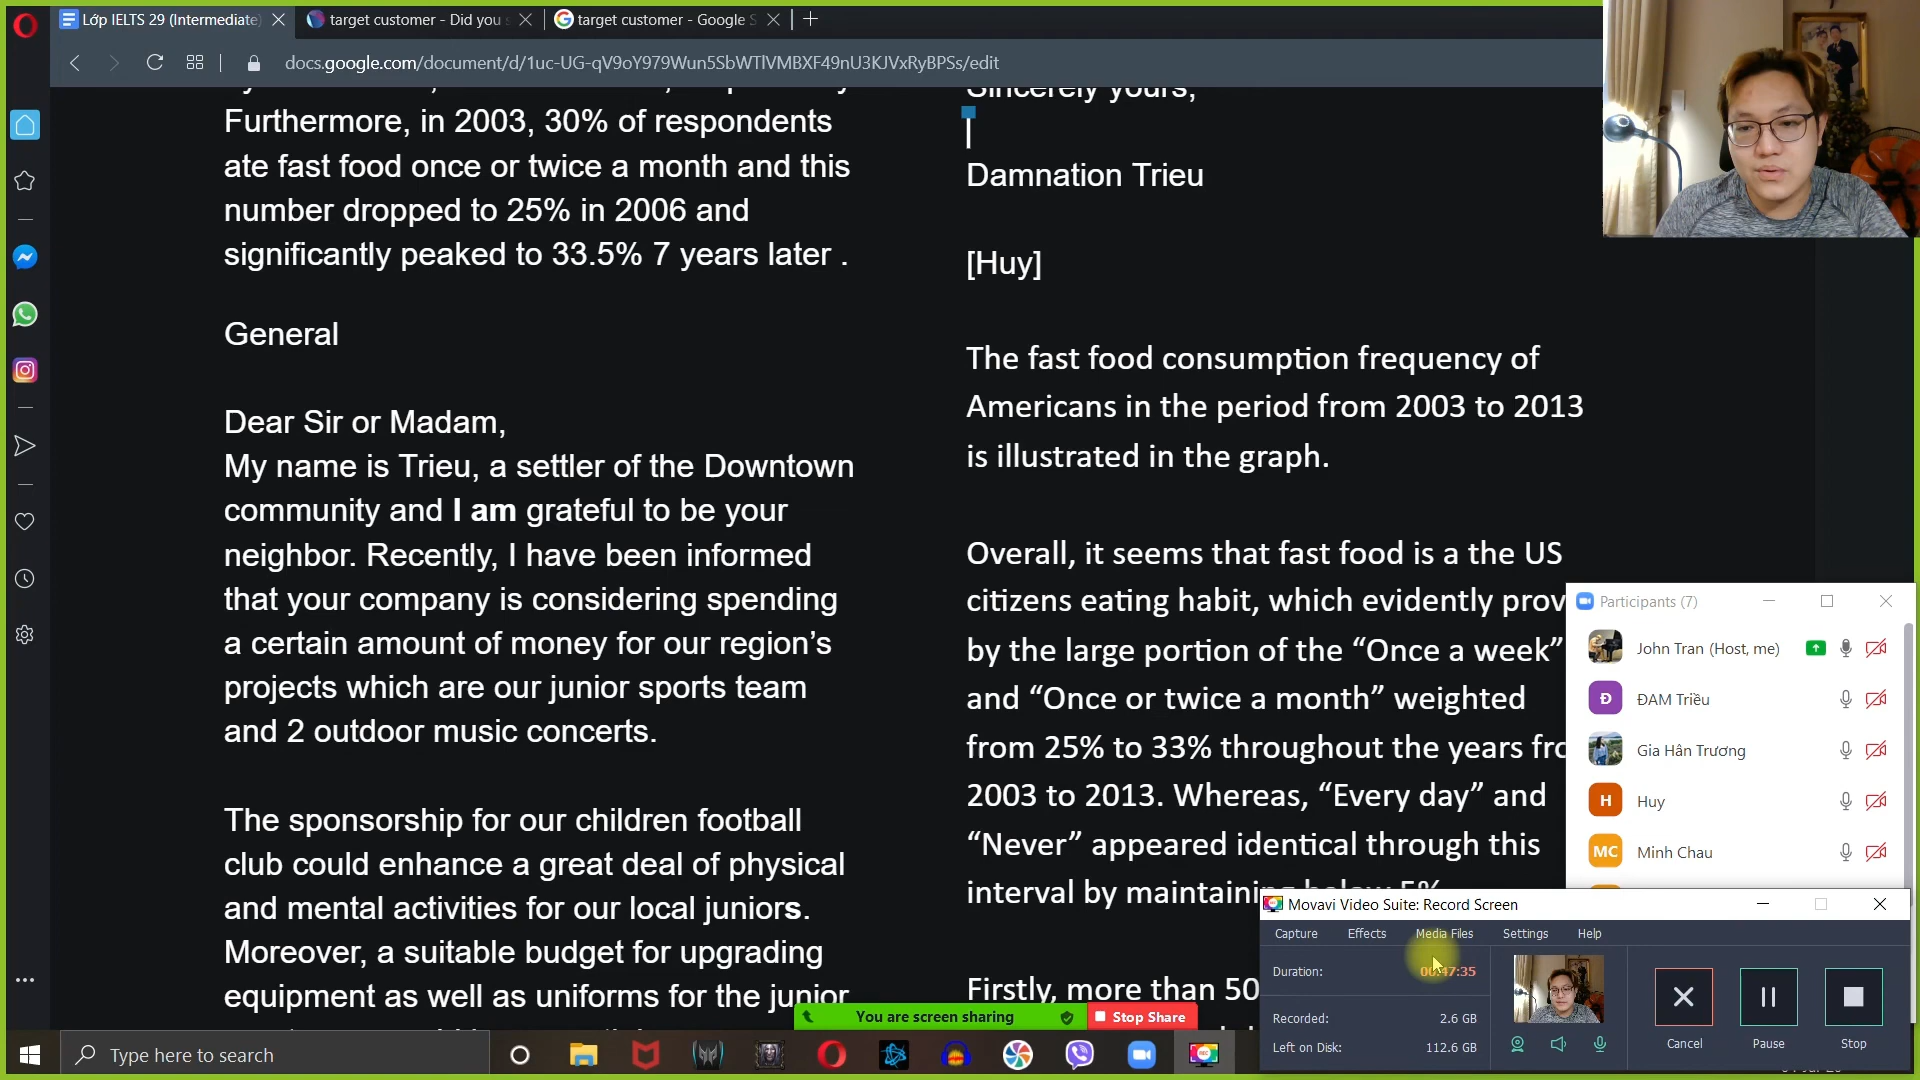 Lớp IELTS 29 (Intermediate)
target customer - Did you
target customer - Google S
docs.google.com/document/d/1uc-UG-qV9oY979Wun5SbWTlVMBXF49nU3KJVxRyBPSs/edit
Furthermore, in 2003, 30% of respondents
ate fast food once or twice a month and this
number dropped to 25% in 2006 and
significantly peaked to 33.5% 7 years later .
General
Dear Sir or Madam,
My name is Trieu, a settler of the Downtown
community and I am grateful to be your
neighbor. Recently, I have been informed
that your company is considering spending
a certain amount of money for our region's
projects which are our junior sports team
and 2 outdoor music concerts.
The sponsorship for our children football
club could enhance a great deal of physical
and mental activities for our local juniors.
Moreover, a suitable budget for upgrading
equipment as well as uniforms for the junior
Sincerely yours,
Damnation Trieu
[Huy]
The fast food consumption frequency of
Americans in the period from 2003 to 2013
is illustrated in the graph.
Overall, it seems that fast food is a the US
citizens eating habit, which evidently prov
by the large portion of the “Once a week”
and “Once or twice a month” weighted
from 25% to 33% throughout the years fro
2003 to 2013. Whereas, “Every day” and
“Never” appeared identical through this
interval by maintaining below 5%
Firstly, more than 50
Participants (7)
John Tran (Host, me)
Đ ĐAM Triều
Gia Hân Trương
H Huy
MC Minh Chau
Movavi Video Suite: Record Screen
Capture Effects Media Files Settings Help
Duration: 00:47:35
Recorded: 2.6 GB
Left on Disk: 112.6 GB
Cancel Pause Stop
You are screen sharing Stop Share
Type here to search